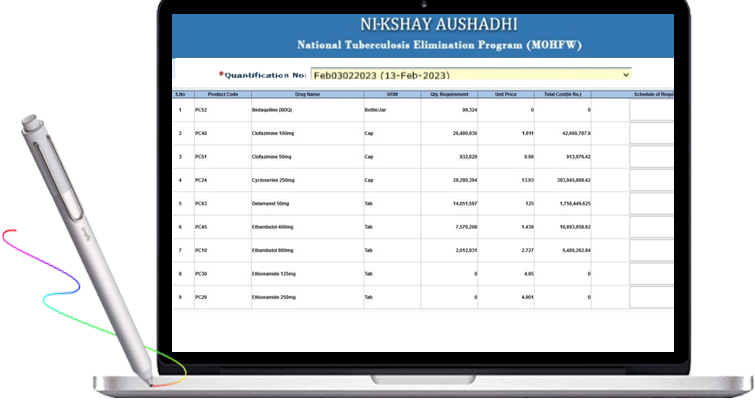 NI-KSHAY AUSHADHI
National Tuberculosis Elimination Program (MOHFW)
*Quantification No: Feb03022023 (13-Feb-2023)
S.No Product Code Drug Name UOM Qty. Requirement Unit Price Total Cost(in Rs.) Schedule of Requi
1 PC52 Bedaquiline (BDQ) Bottle/Jar 99,324 0 0
2 PC40 Clofazimine 100mg Cap 26,480,936 1.611 42,660,787.9
3 PC51 Clofazimine 50mg Cap 932,629 0.98 913,976.42
4 PC24 Cycloserine 250mg Cap 28,280,394 13.93 393,945,888.42
5 PC63 Delamanid 50mg Tab 14,051,597 125 1,756,449,625
6 PC45 Ethambutol 400mg Tab 7,570,298 1.439 10,893,658.82
7 PC10 Ethambutol 800mg Tab 2,012,931 2.727 5,489,262.84
8 PC30 Ethionamide 125mg Tab 0 4.95 0
9 PC20 Ethionamide 250mg Tab 0 4.901 0